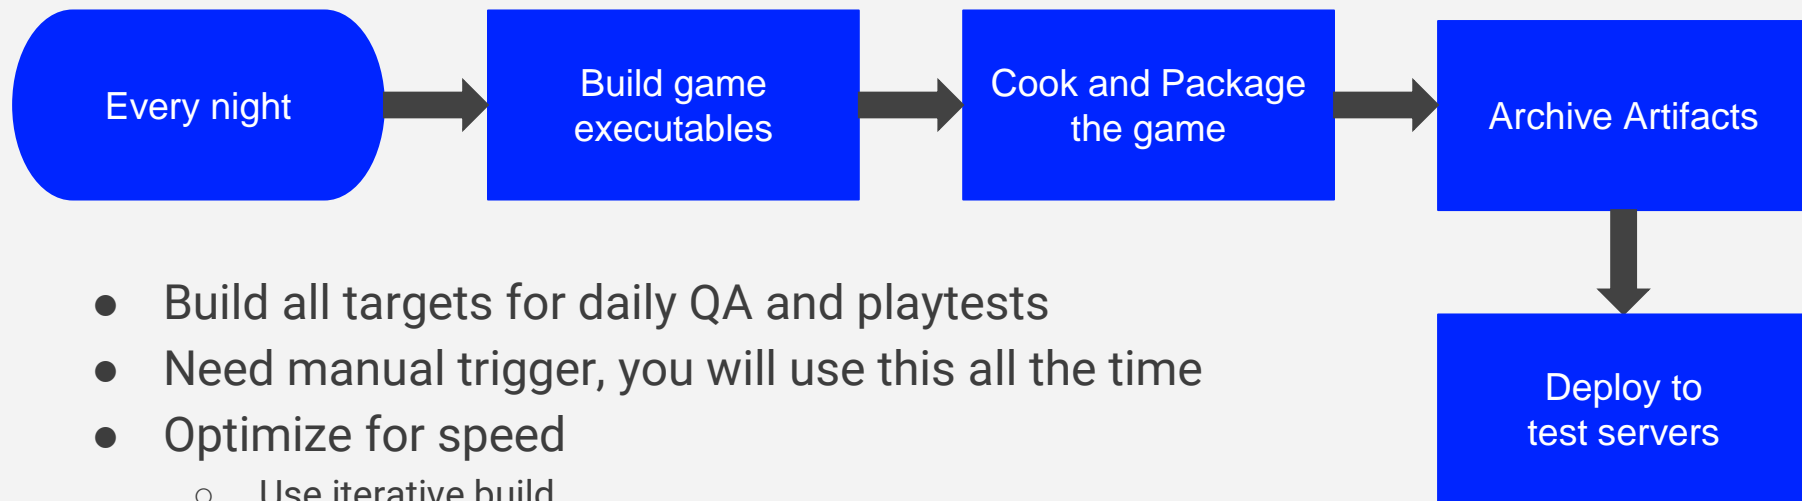 Every night
Build game
executables
Cook and Package
the game
Archive Artifacts
Deploy to
test servers
● Build all targets for daily QA and playtests
● Need manual trigger, you will use this all the time
● Optimize for speed
○ Use iterative build